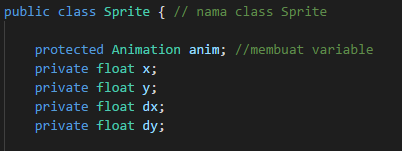 public class Sprite { // nama class Sprite
protected Animation anim; //membuat variable
private float x;
private float y;
private float dx;
private float dy;